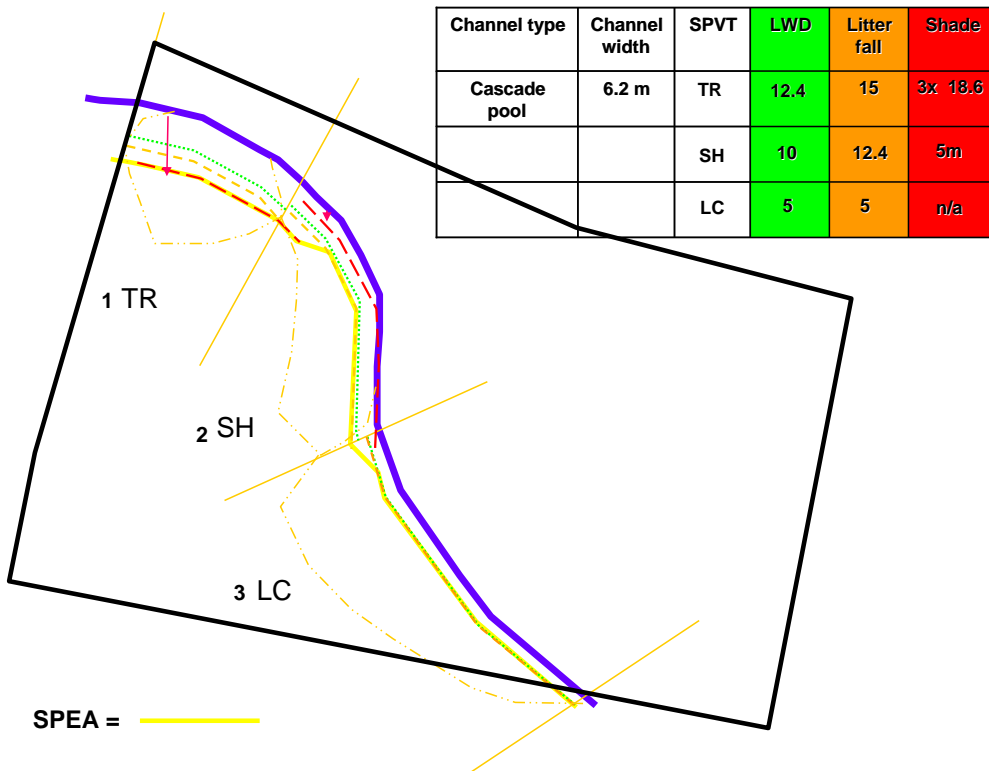 Channel type Channel width SPVT LWD Litter fall Shade
Cascade pool 6.2 m TR 12.4 15 3x 18.6
SH 10 12.4 5m
LC 5 5 n/a
1 TR
2 SH
3 LC
SPEA =